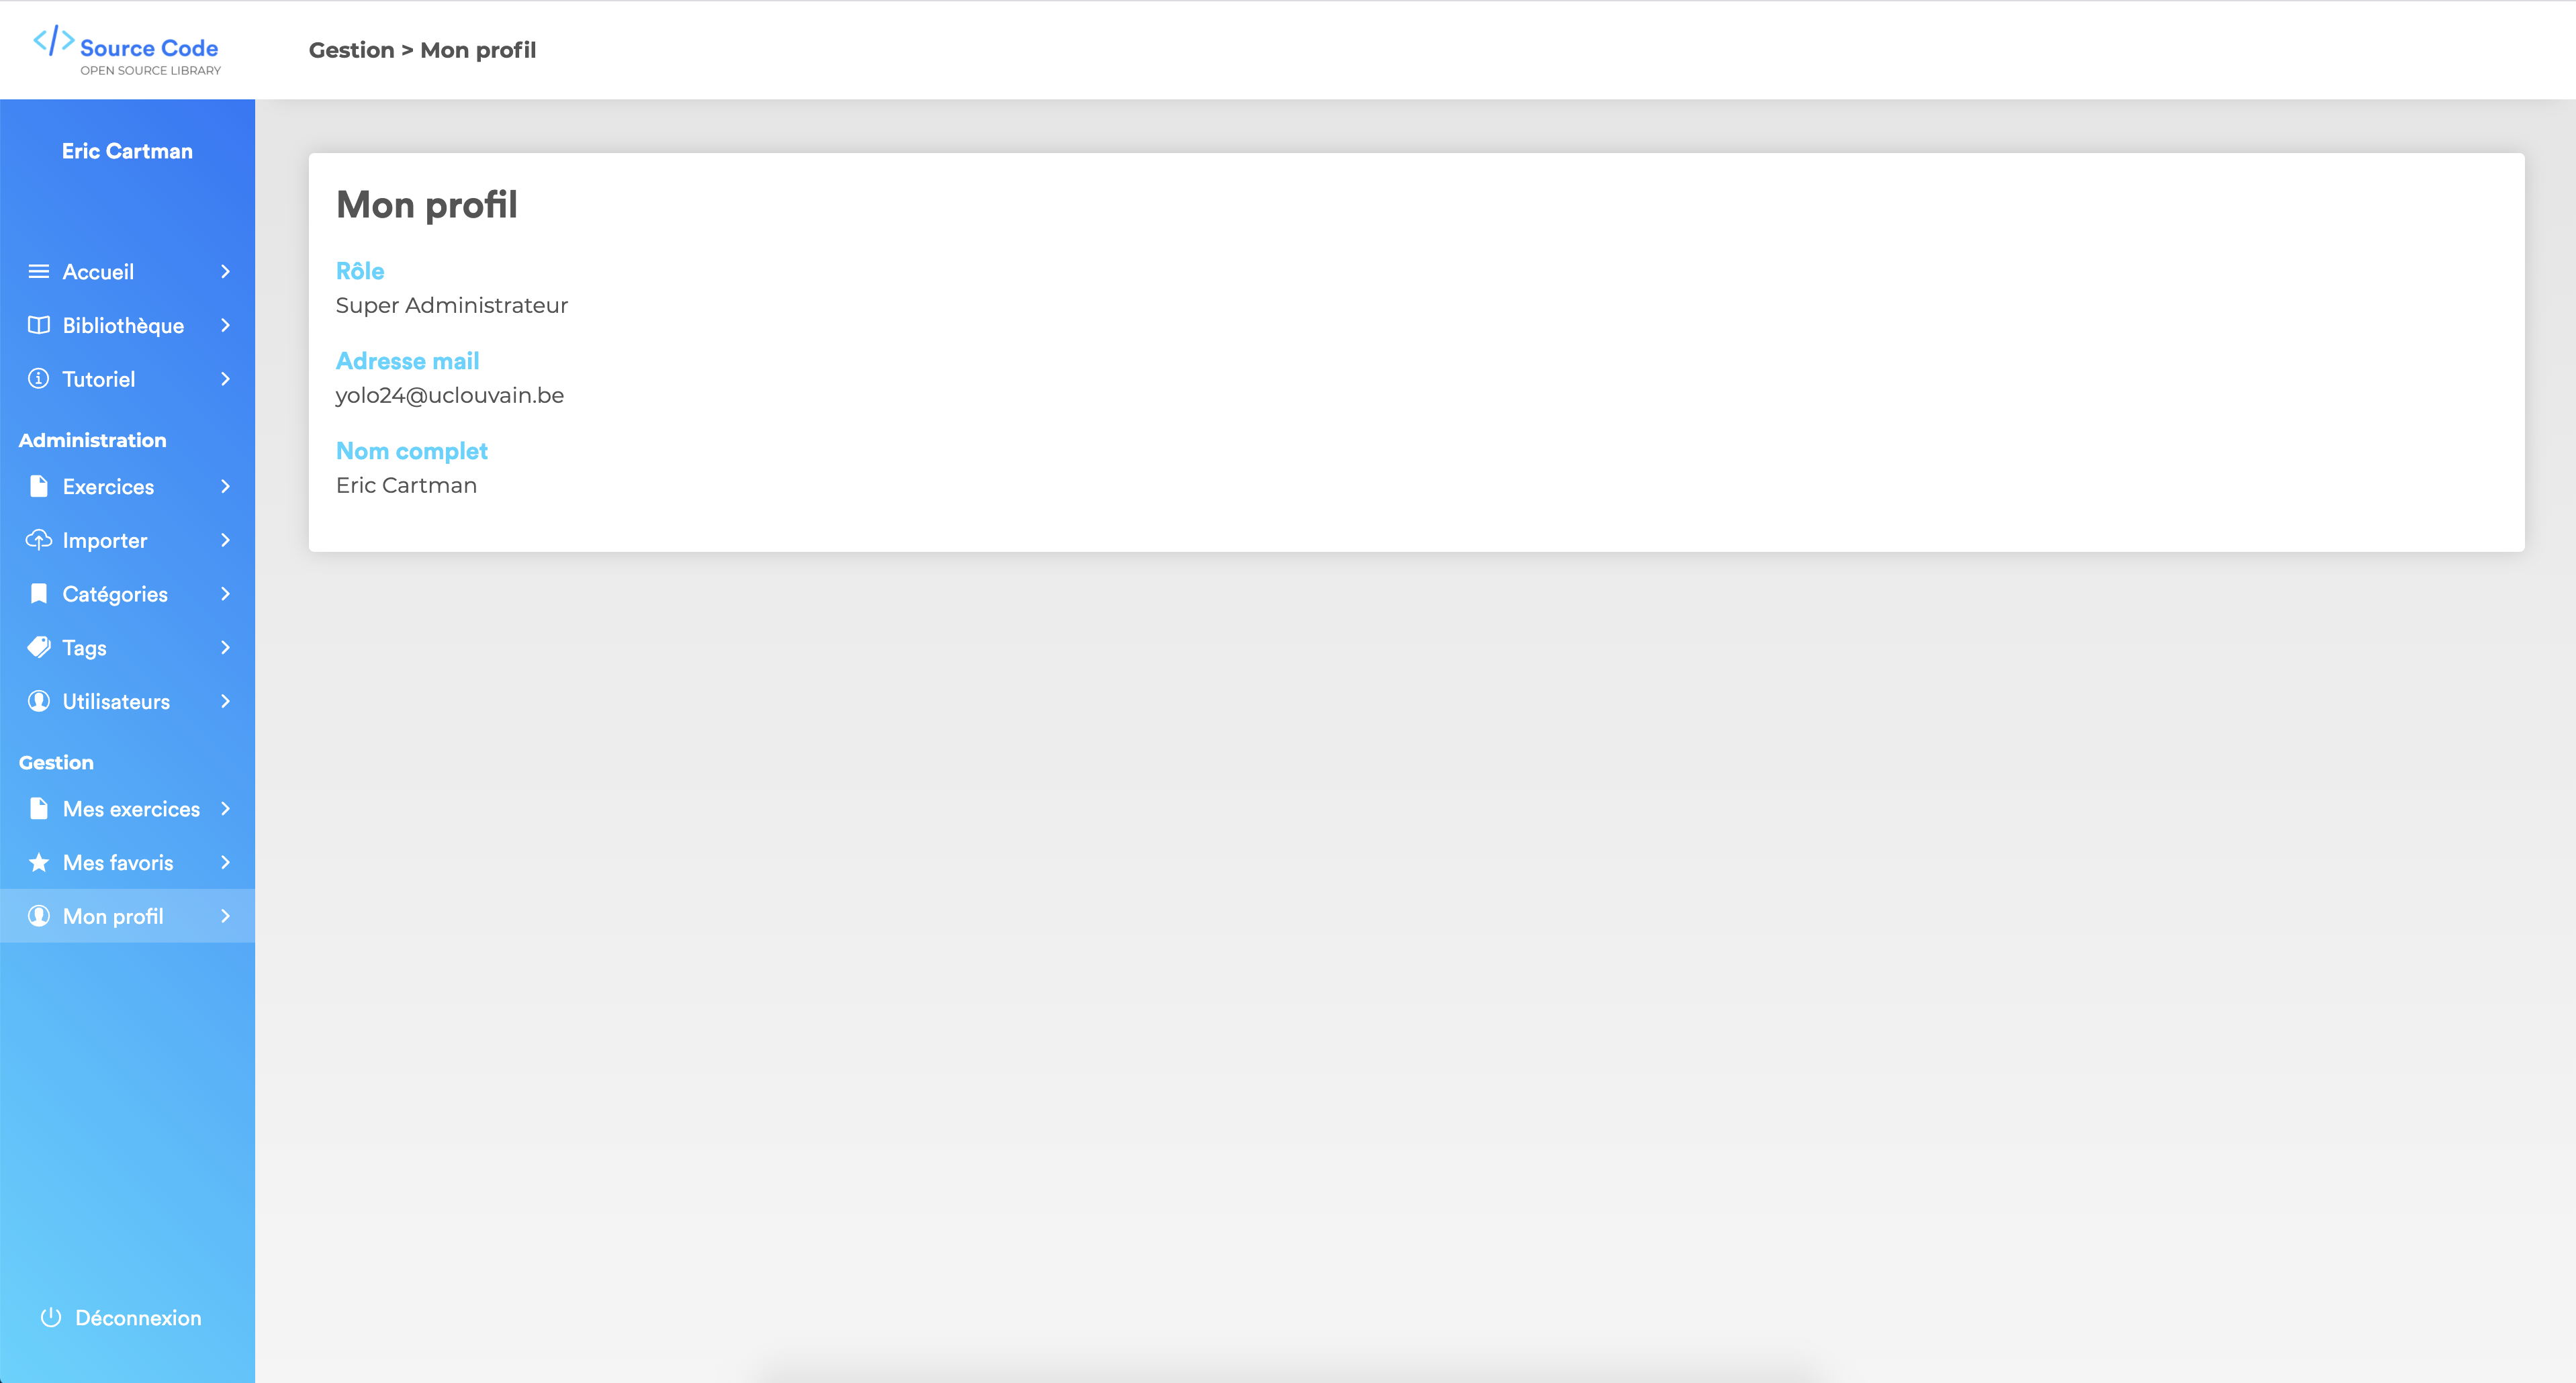 Source Code
OPEN SOURCE LIBRARY
Gestion > Mon profil
Eric Cartman
Accueil
Bibliothèque
Tutoriel
Administration
Exercices
Importer
Catégories
Tags
Utilisateurs
Gestion
Mes exercices
Mes favoris
Mon profil
Déconnexion
Mon profil
Rôle
Super Administrateur
Adresse mail
yolo24@uclouvain.be
Nom complet
Eric Cartman